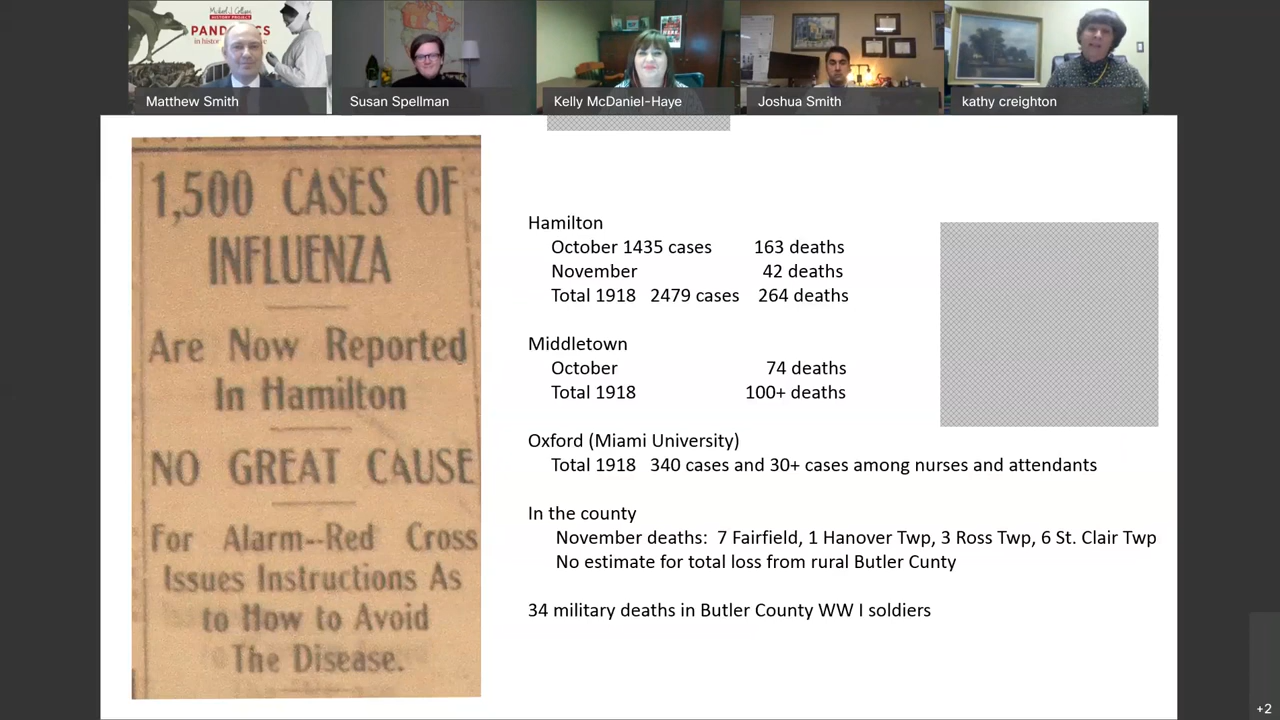 Michael J. Colligan
HISTORY PROJECT
PANDEMICS
Matthew Smith
Susan Spellman
Kelly McDaniel-Haye
Joshua Smith
kathy creighton
1,500 CASES OF
INFLUENZA
Are Now Reported
In Hamilton
NO GREAT CAUSE
For Alarm--Red Cross
Issues Instructions As
to How to Avoid
The Disease.
Hamilton
October 1435 cases 163 deaths
November 42 deaths
Total 1918 2479 cases 264 deaths
Middletown
October 74 deaths
Total 1918 100+ deaths
Oxford (Miami University)
Total 1918 340 cases and 30+ cases among nurses and attendants
In the county
November deaths: 7 Fairfield, 1 Hanover Twp, 3 Ross Twp, 6 St. Clair Twp
No estimate for total loss from rural Butler Cunty
34 military deaths in Butler County WW I soldiers
+2